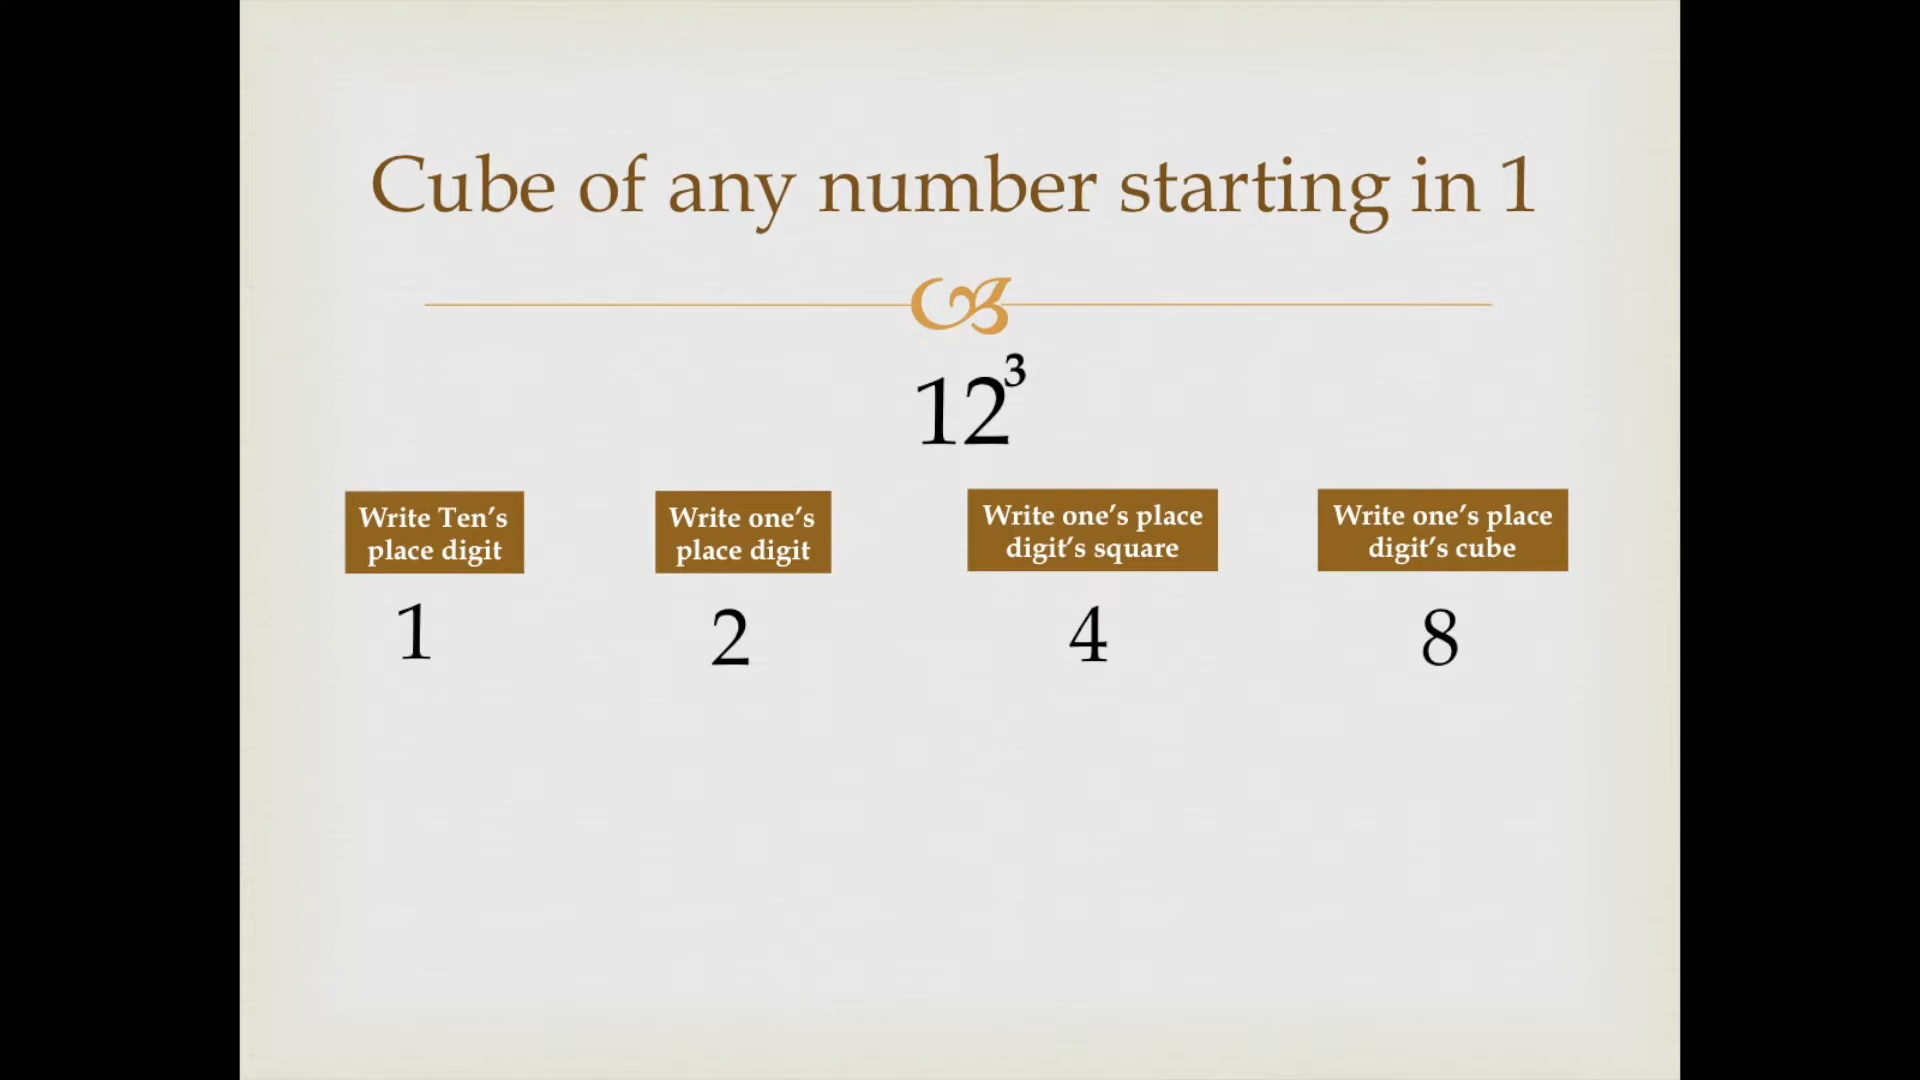 Cube of any number starting in 1
12³
Write Ten’s
place digit
Write one’s
place digit
Write one’s place
digit’s square
Write one’s place
digit’s cube
1 2 4 8